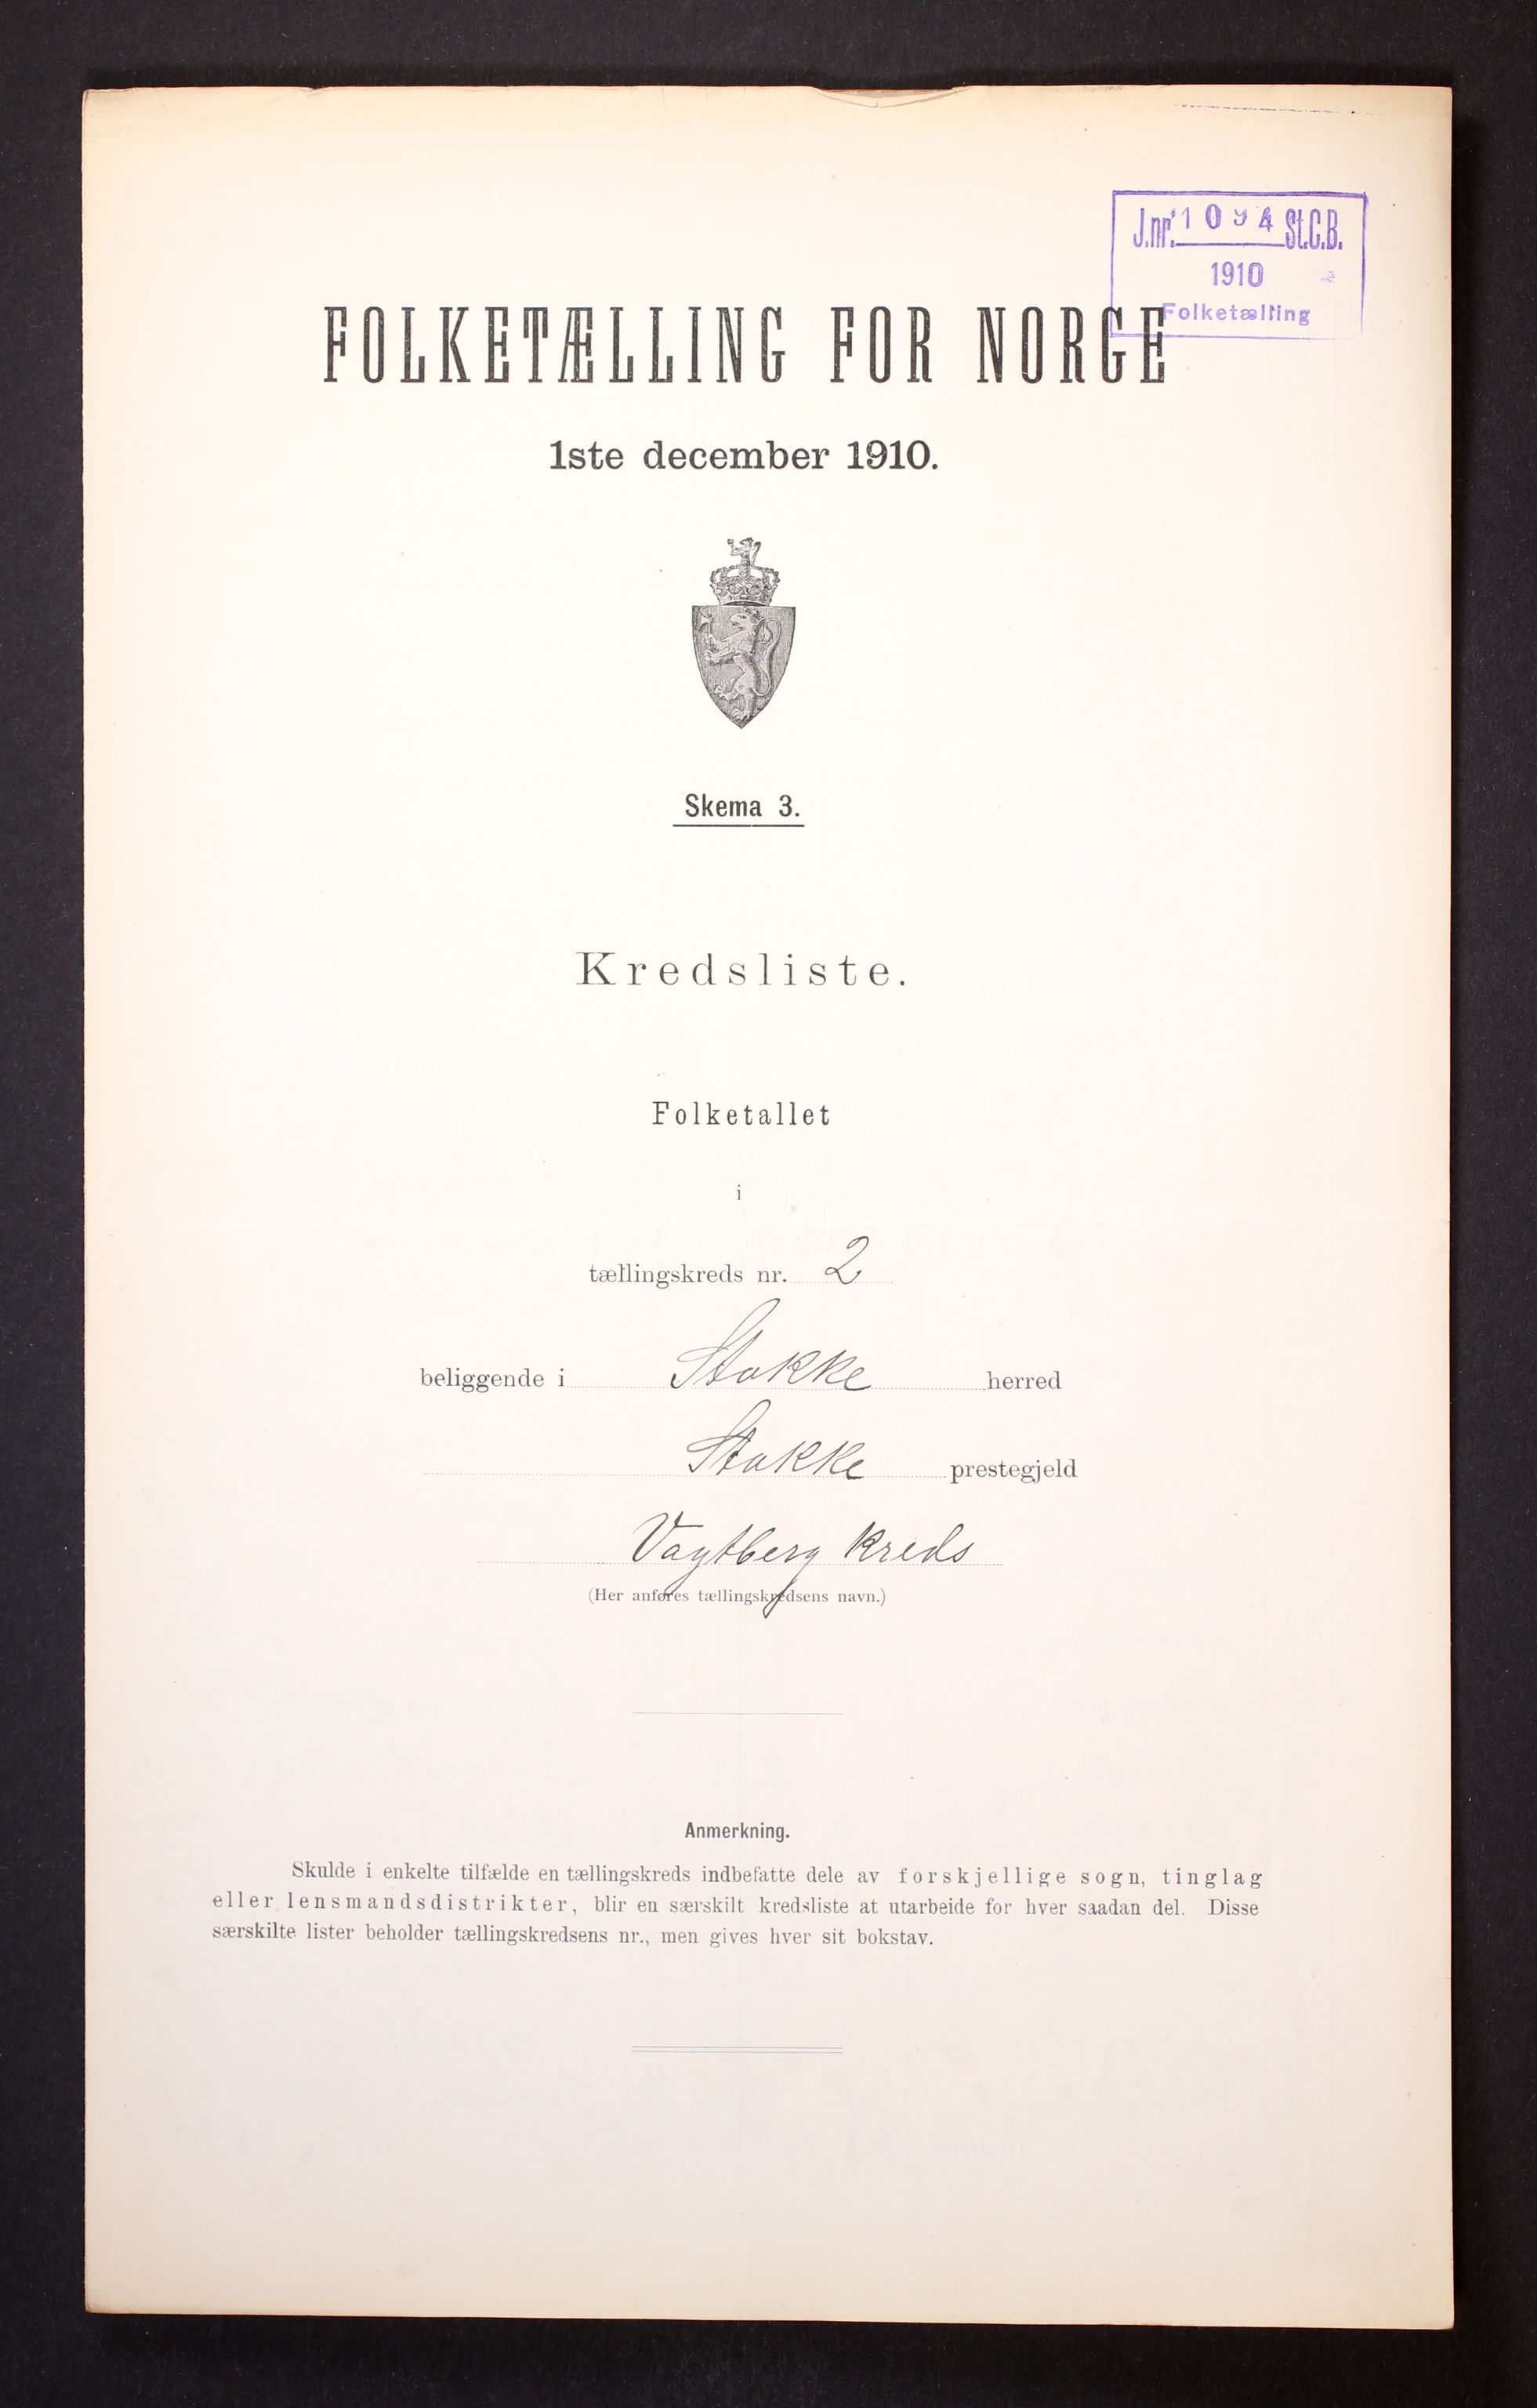 J.nr. 1094 St.C.B.
1910
Folketælling
FOLKETÆLLING FOR NORGE
1ste december 1910.
Skema 3.
Kredsliste.
Folketallet
i
tællingskreds nr. 2
beliggende i Stokke herred
Stokke prestegjeld
Vagtberg Kreds
(Her anføres tællingskredsens navn.)
Anmerkning.
Skulde i enkelte tilfælde en tællingskreds indbefatte dele av forskjellige sogn, tinglag
eller lensmandsdistrikter, blir en særskilt kredsliste at utarbeide for hver saadan del. Disse
særskilte lister beholder tællingskredsens nr., men gives hver sit bokstav.